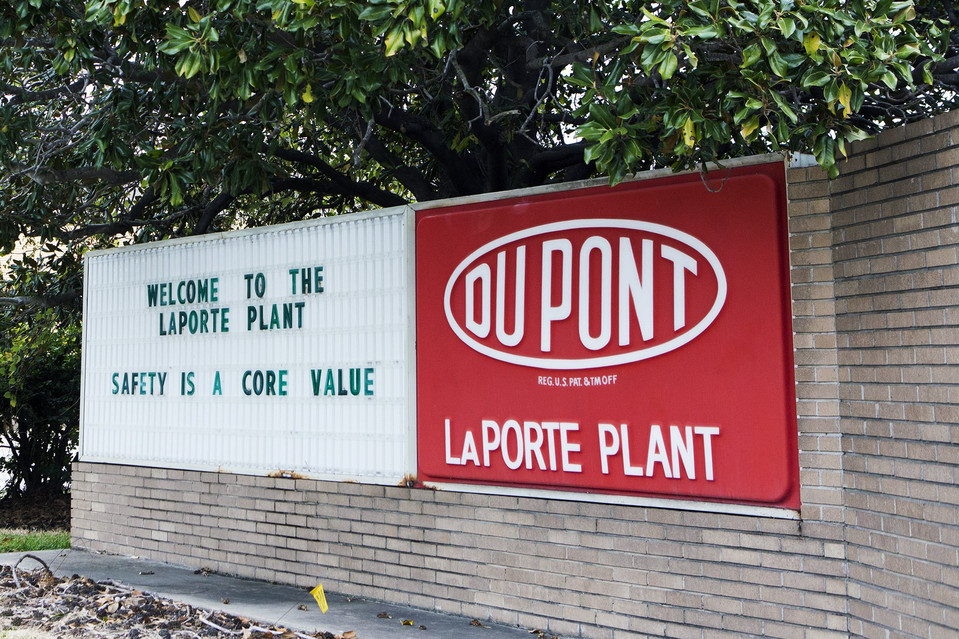 WELCOME TO THE
LAPORTE PLANT
SAFETY IS A CORE VALUE
DUPONT
REG. U.S. PAT. & TM OFF
LAPORTE PLANT